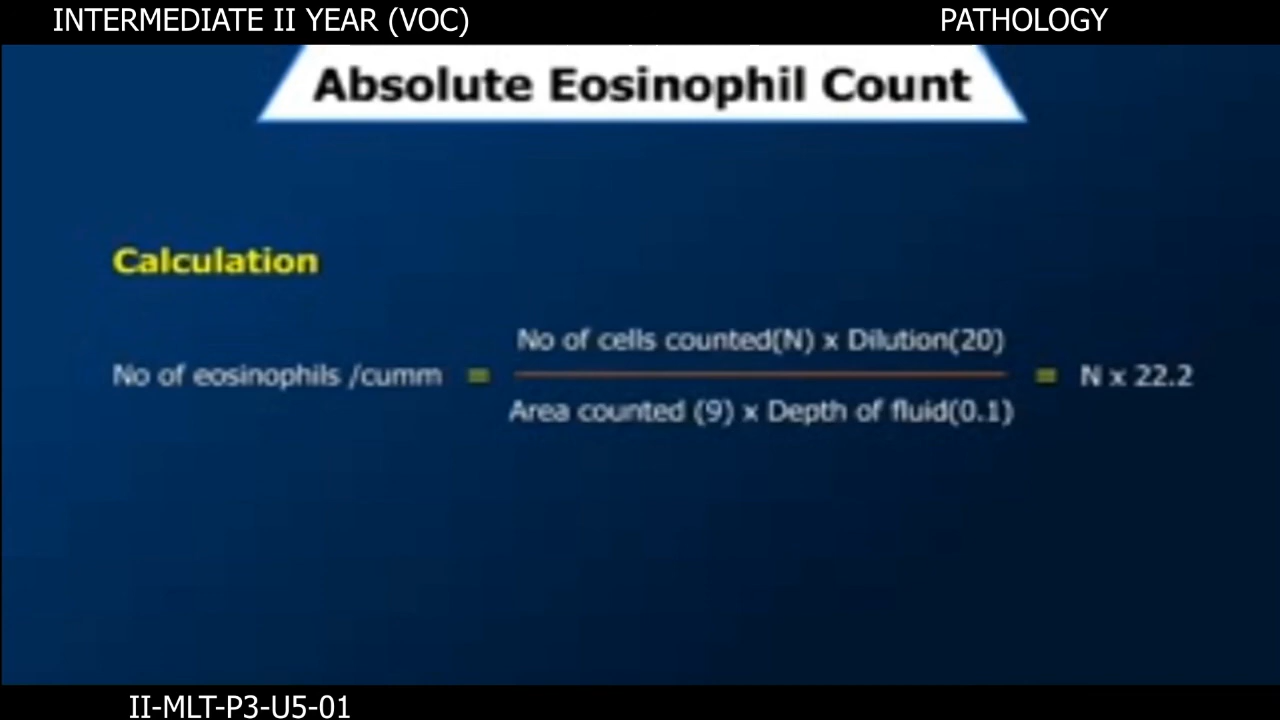 INTERMEDIATE II YEAR (VOC) PATHOLOGY
Absolute Eosinophil Count
Calculation
No of cells counted(N) x Dilution(20)
No of eosinophils /cumm = = N x 22.2
Area counted (9) x Depth of fluid(0.1)
II-MLT-P3-U5-01